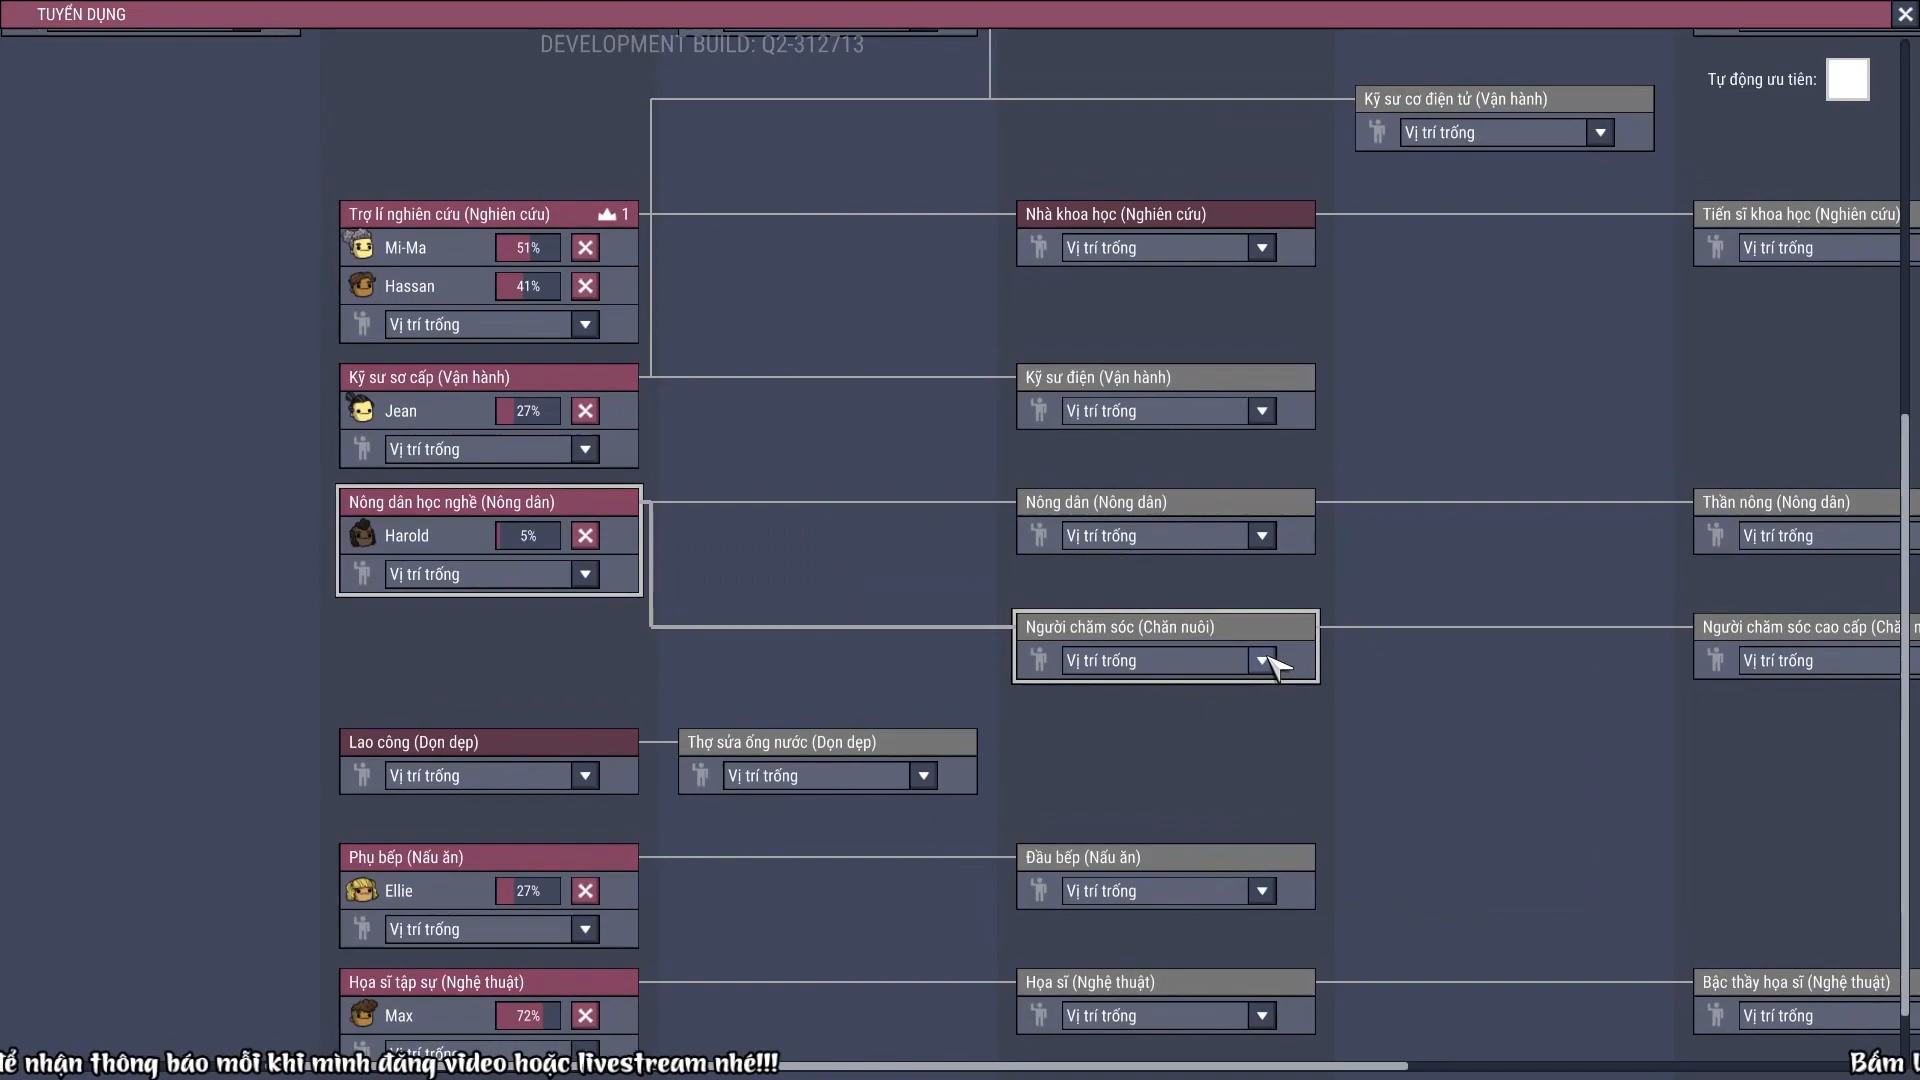 TUYỂN DỤNG
DEVELOPMENT BUILD: Q2-312713
Tự động ưu tiên:
Kỹ sư cơ điện tử (Vận hành)
Vị trí trống
Trợ lí nghiên cứu (Nghiên cứu) 1
Nhà khoa học (Nghiên cứu)
Tiến sĩ khoa học (Nghiên cứu)
Mi-Ma 51%
Vị trí trống
Vị trí trống
Hassan 41%
Vị trí trống
Kỹ sư sơ cấp (Vận hành)
Kỹ sư điện (Vận hành)
Jean 27%
Vị trí trống
Vị trí trống
Nông dân học nghề (Nông dân)
Nông dân (Nông dân)
Thần nông (Nông dân)
Harold 5%
Vị trí trống
Vị trí trống
Vị trí trống
Người chăm sóc (Chăn nuôi)
Người chăm sóc cao cấp
Vị trí trống
Vị trí trống
Lao công (Dọn dẹp)
Thợ sửa ống nước (Dọn dẹp)
Vị trí trống
Vị trí trống
Phụ bếp (Nấu ăn)
Đầu bếp (Nấu ăn)
Ellie 27%
Vị trí trống
Vị trí trống
Họa sĩ tập sự (Nghệ thuật)
Họa sĩ (Nghệ thuật)
Bậc thầy họa sĩ (Nghệ thuật)
Max 72%
Vị trí trống
Vị trí trống
để nhận thông báo mỗi khi mình đăng video hoặc livestream nhé!!!
Bấm